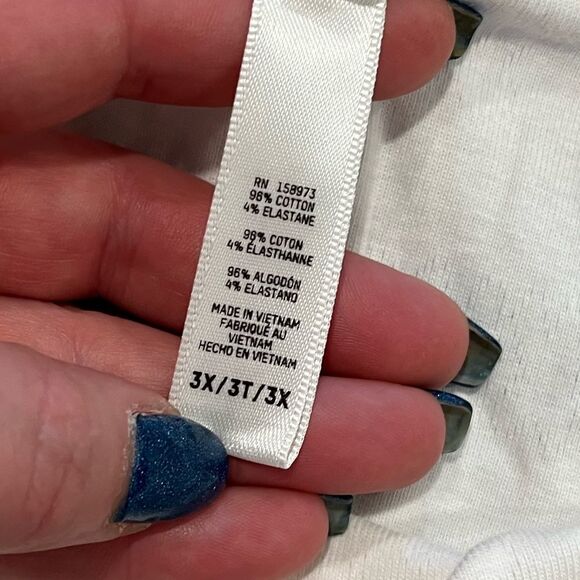 RN 158973
96% COTTON
4% ELASTANE
96% COTON
4% ÉLASTHANNE
96% ALGODÓN
4% ELASTANO
MADE IN VIETNAM
FABRIQUÉ AU
VIETNAM
HECHO EN VIETNAM
3X/3T/3X